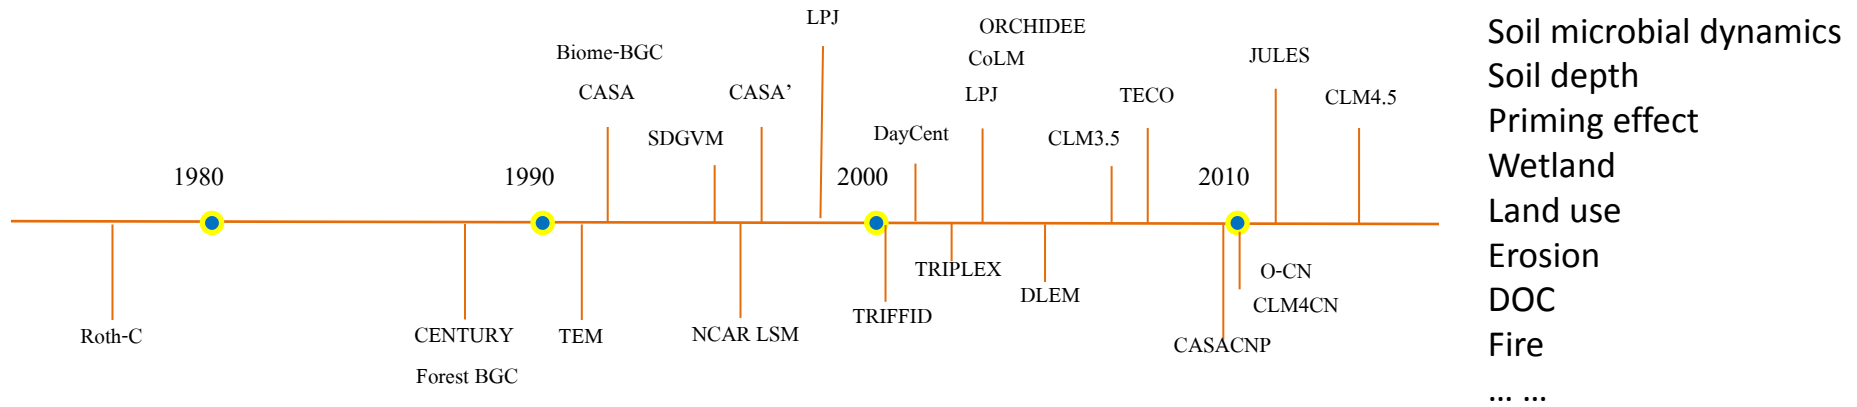 LPJ
ORCHIDEE
Biome-BGC
CoLM
JULES
CASA
CASA’
LPJ
TECO
CLM4.5
SDGVM
DayCent
CLM3.5
1980
1990
2000
2010
Roth-C
CENTURY
Forest BGC
TEM
NCAR LSM
TRIFFID
TRIPLEX
DLEM
CASACNP
O-CN
CLM4CN
Soil microbial dynamics
Soil depth
Priming effect
Wetland
Land use
Erosion
DOC
Fire
... ...